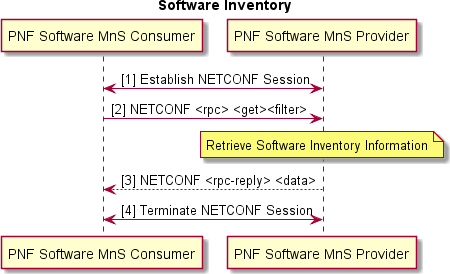 Software Inventory
PNF Software MnS Consumer
PNF Software MnS Provider
[1] Establish NETCONF Session
[2] NETCONF <rpc> <get><filter>
Retrieve Software Inventory Information
[3] NETCONF <rpc-reply> <data>
[4] Terminate NETCONF Session
PNF Software MnS Consumer
PNF Software MnS Provider